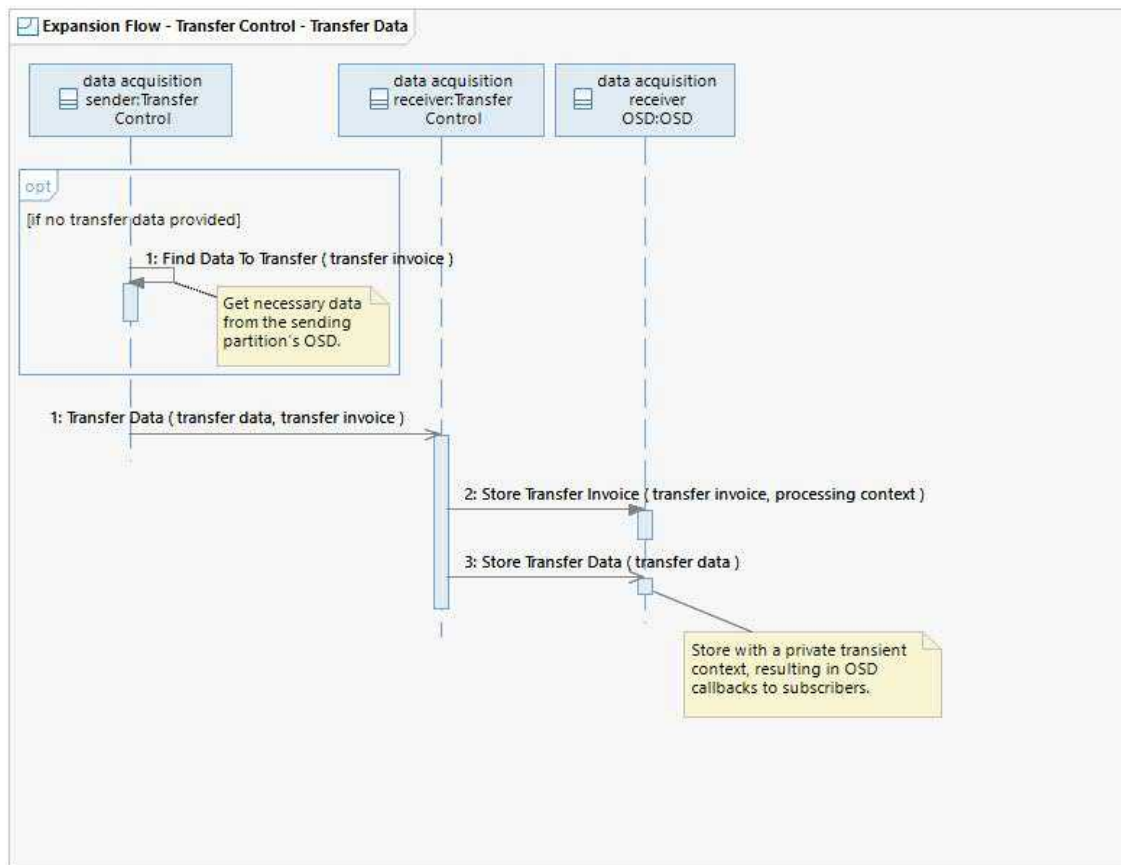 Expansion Flow - Transfer Control - Transfer Data
data acquisition
sender:Transfer
Control
data acquisition
receiver:Transfer
Control
data acquisition
receiver
OSD:OSD
opt
[if no transfer data provided]
1: Find Data To Transfer ( transfer invoice )
Get necessary data
from the sending
partition's OSD.
1: Transfer Data ( transfer data, transfer invoice )
2: Store Transfer Invoice ( transfer invoice, processing context )
3: Store Transfer Data ( transfer data )
Store with a private transient
context, resulting in OSD
callbacks to subscribers.